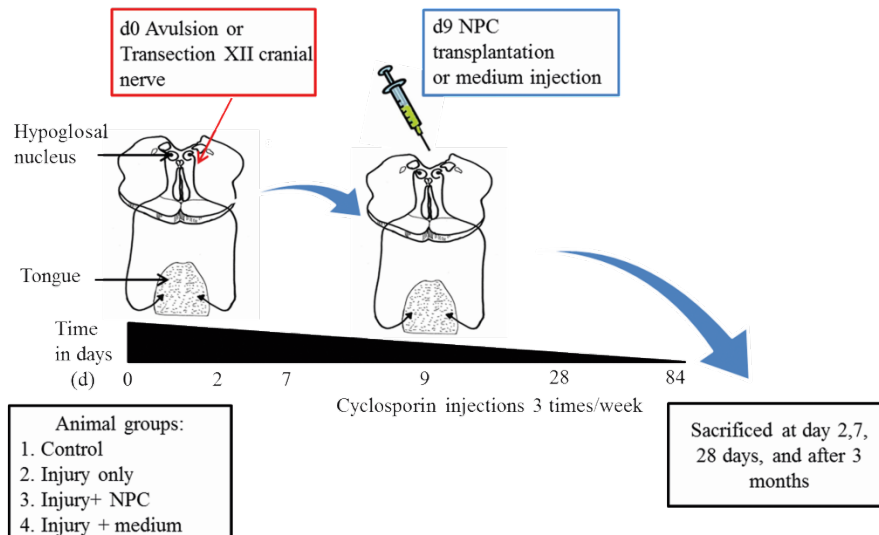 d0 Avulsion or
Transection XII cranial
nerve
d9 NPC
transplantation
or medium injection
Hypoglosal
nucleus
Tongue
Time
in days
(d)
0
2
7
9
28
84
Cyclosporin injections 3 times/week
Animal groups:
1. Control
2. Injury only
3. Injury+ NPC
4. Injury + medium
Sacrificed at day 2,7,
28 days, and after 3
months